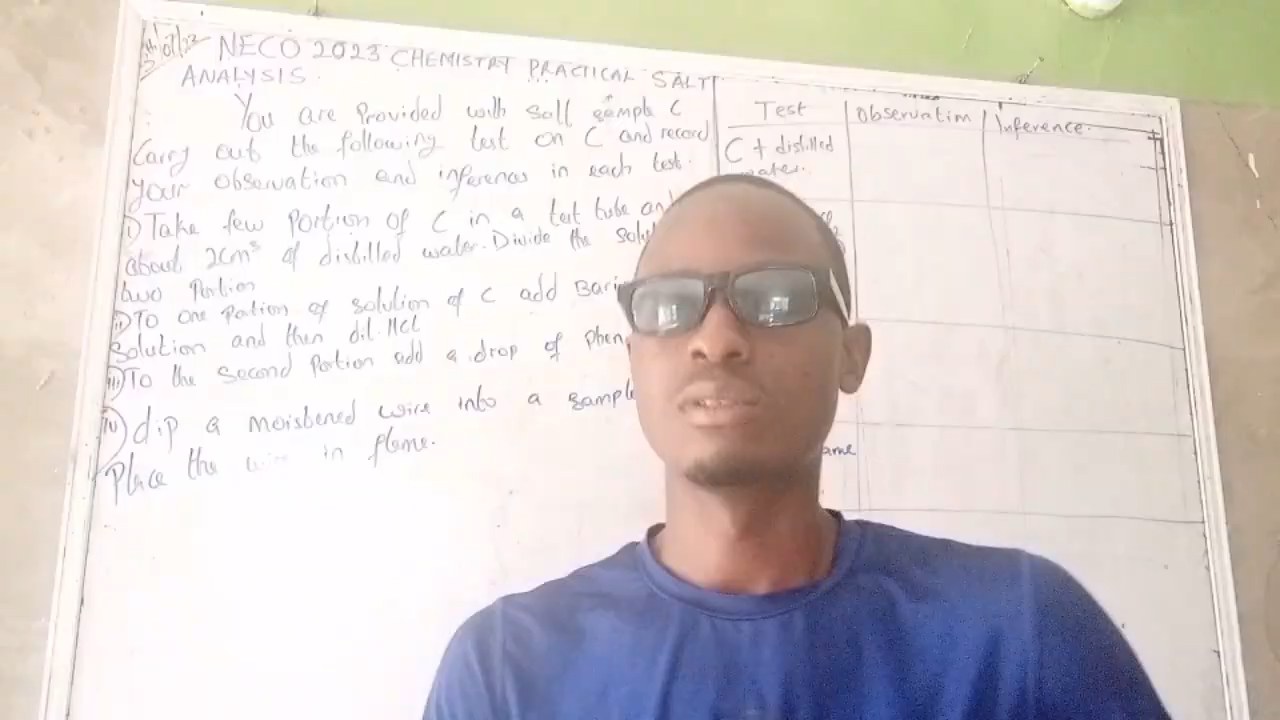 07/23
NECO 2023 CHEMISTRY PRACTICAL SALT
ANALYSIS.
You are Provided with salt sample C
Carry out the following test on C and record
your observation and inferences in each test.
i) Take few Portion of C in a test tube and
about 2cm³ of distilled water. Divide the
two Portion
ii) To one Portion of solution of C add
Solution and then dil. HCl
iii) To the second Portion add a drop of
iv) dip a moistened wire into a sample
Place the wire in flame.
Test Observation Inference.
C + distilled
water.